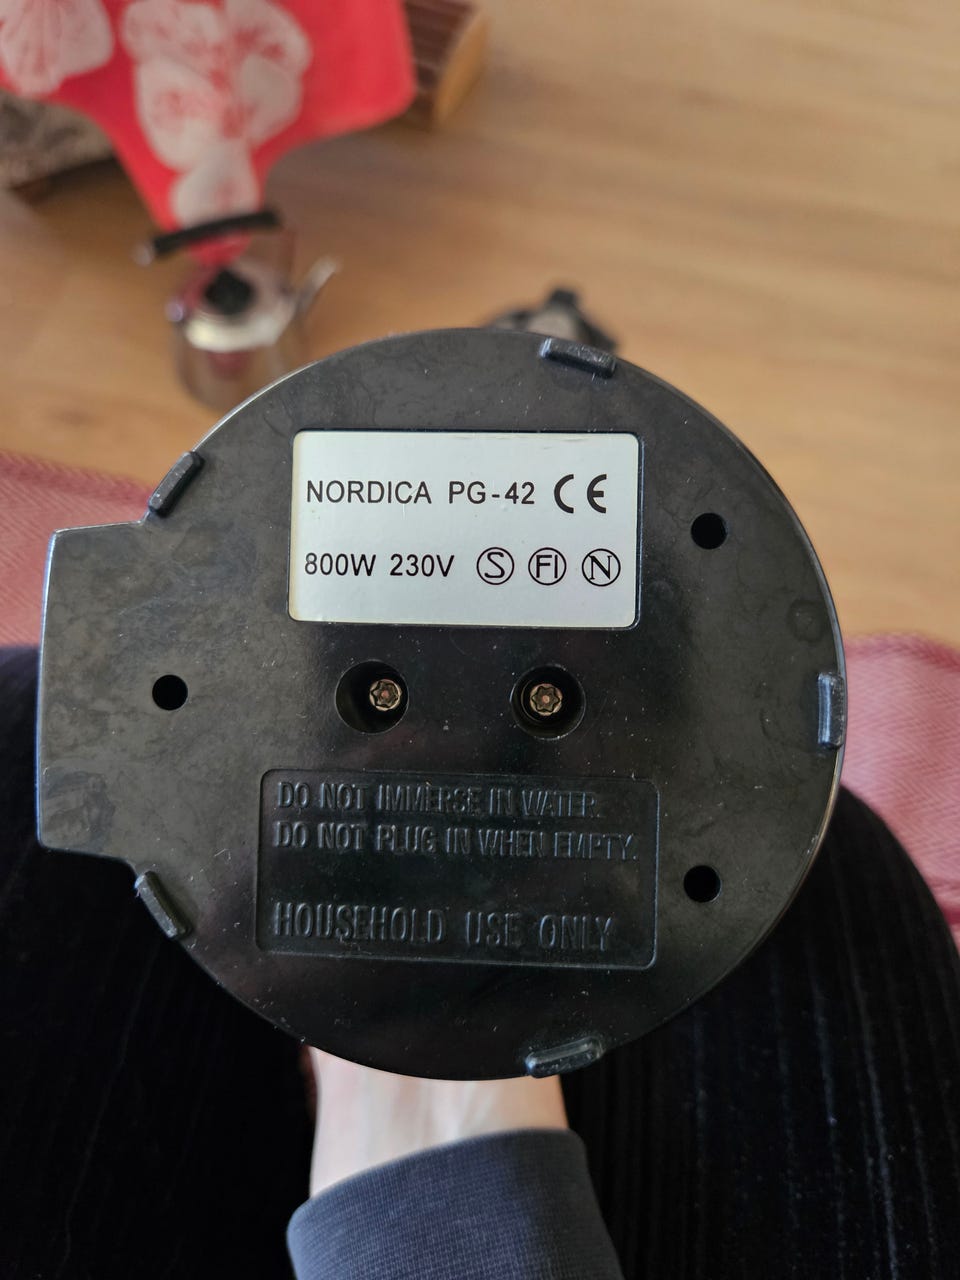 NORDICA PG-42 CE
800W 230V S FI N
DO NOT IMMERSE IN WATER.
DO NOT PLUG IN WHEN EMPTY.
HOUSEHOLD USE ONLY